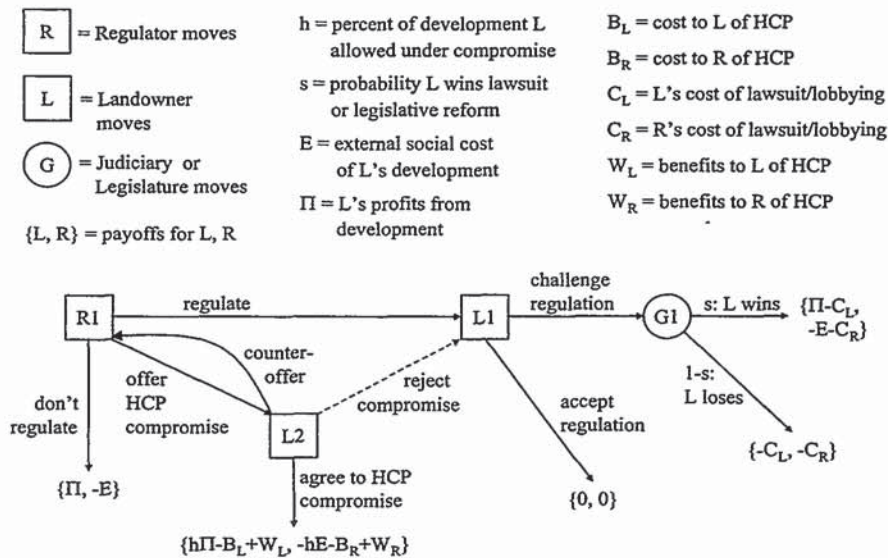 R = Regulator moves
L = Landowner
moves
G = Judiciary or
Legislature moves
{L, R} = payoffs for L, R
h = percent of development L
allowed under compromise
s = probability L wins lawsuit
or legislative reform
E = external social cost
of L's development
Π = L's profits from
development
B_L = cost to L of HCP
B_R = cost to R of HCP
C_L = L's cost of lawsuit/lobbying
C_R = R's cost of lawsuit/lobbying
W_L = benefits to L of HCP
W_R = benefits to R of HCP
R1
regulate
L1
challenge
regulation
G1
s: L wins
{Π-C_L,
-E-C_R}
counter-
offer
offer
HCP
compromise
don't
regulate
reject
compromise
L2
1-s:
L loses
accept
regulation
agree to HCP
compromise
{Π, -E}
{-C_L, -C_R}
{0, 0}
{hΠ-B_L+W_L, -hE-B_R+W_R}